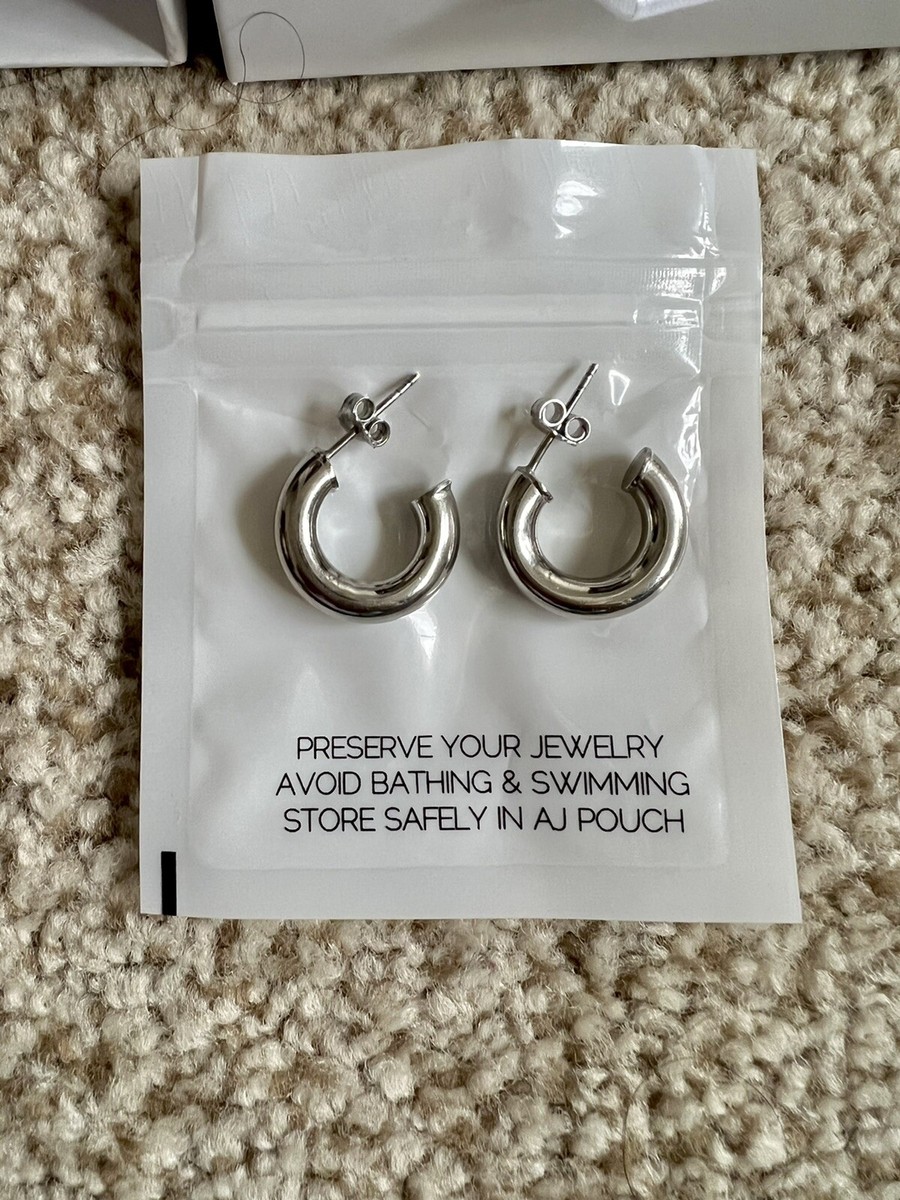 PRESERVE YOUR JEWELRY
AVOID BATHING & SWIMMING
STORE SAFELY IN AJ POUCH